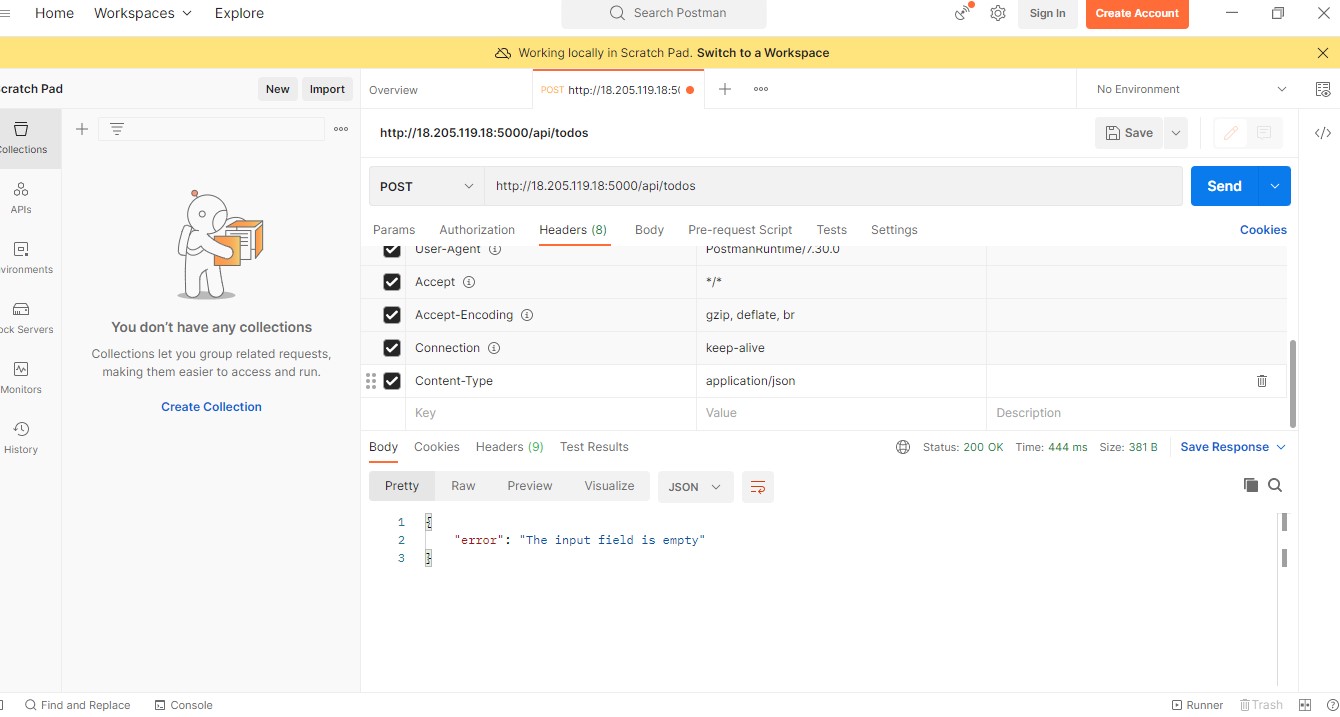 Home Workspaces Explore Search Postman Sign In Create Account
Working locally in Scratch Pad. Switch to a Workspace
cratch Pad New Import Overview POST http://18.205.119.18:50 No Environment
ollections
APIs
vironments
ock Servers
Monitors
History
You don't have any collections
Collections let you group related requests,
making them easier to access and run.
Create Collection
http://18.205.119.18:5000/api/todos Save
POST http://18.205.119.18:5000/api/todos Send
Params Authorization Headers (8) Body Pre-request Script Tests Settings Cookies
User-Agent PostmanRuntime/7.30.0
Accept */*
Accept-Encoding gzip, deflate, br
Connection keep-alive
Content-Type application/json
Key Value Description
Body Cookies Headers (9) Test Results Status: 200 OK Time: 444 ms Size: 381 B Save Response
Pretty Raw Preview Visualize JSON
1 {
2 "error": "The input field is empty"
3 }
Find and Replace Console Runner Trash